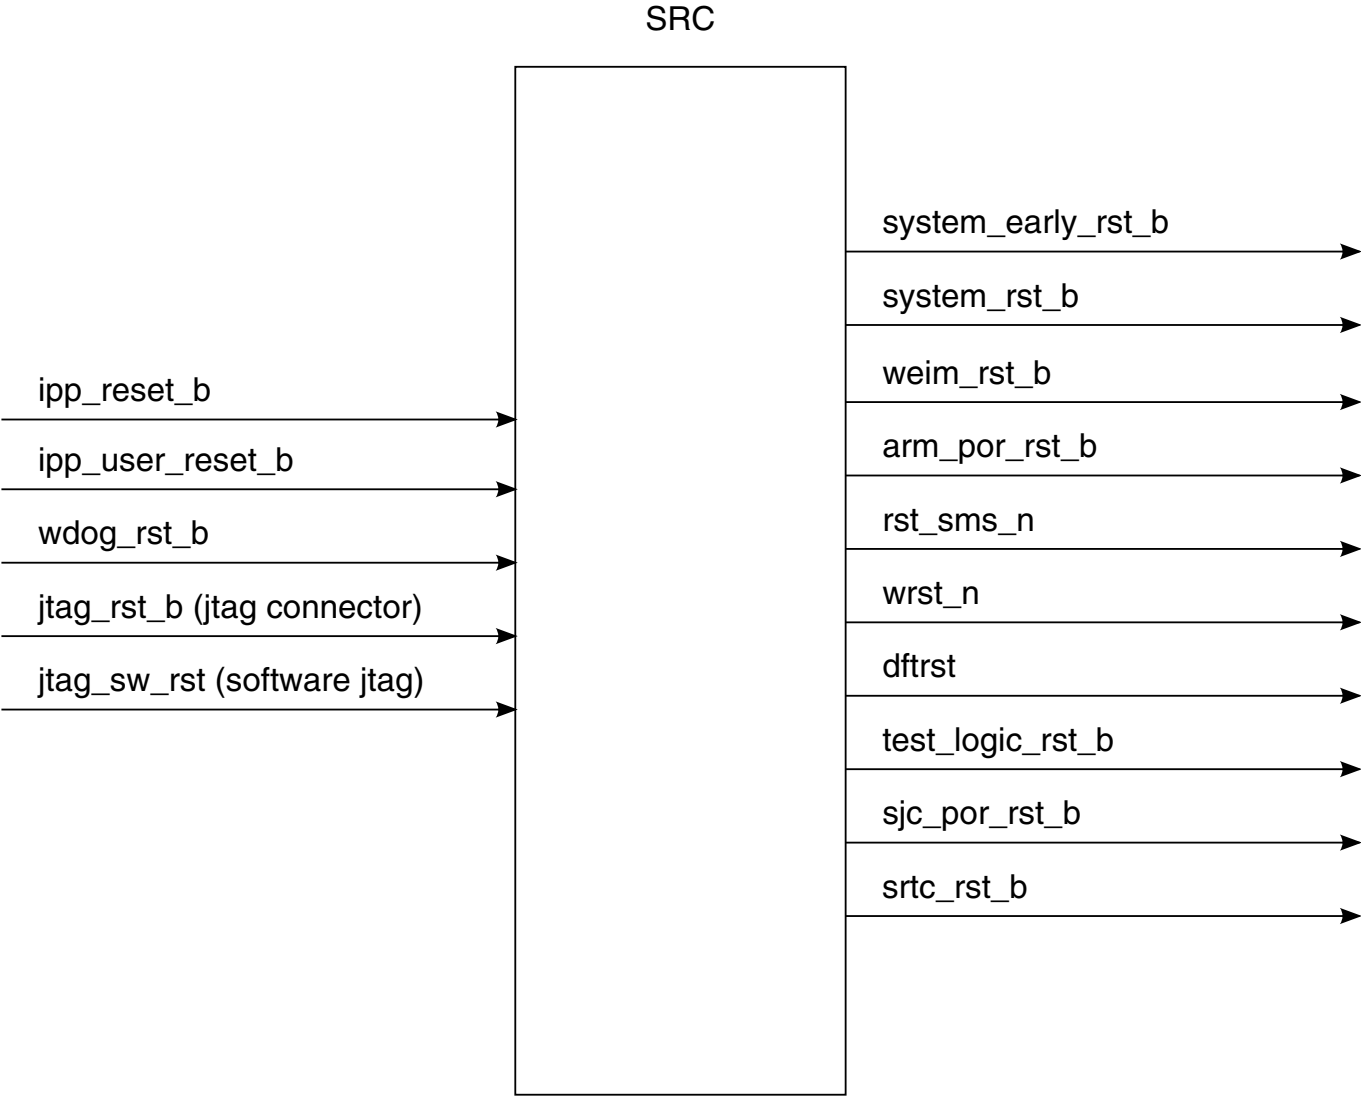 SRC
ipp_reset_b
ipp_user_reset_b
wdog_rst_b
jtag_rst_b (jtag connector)
jtag_sw_rst (software jtag)
system_early_rst_b
system_rst_b
weim_rst_b
arm_por_rst_b
rst_sms_n
wrst_n
dftrst
test_logic_rst_b
sjc_por_rst_b
srtc_rst_b